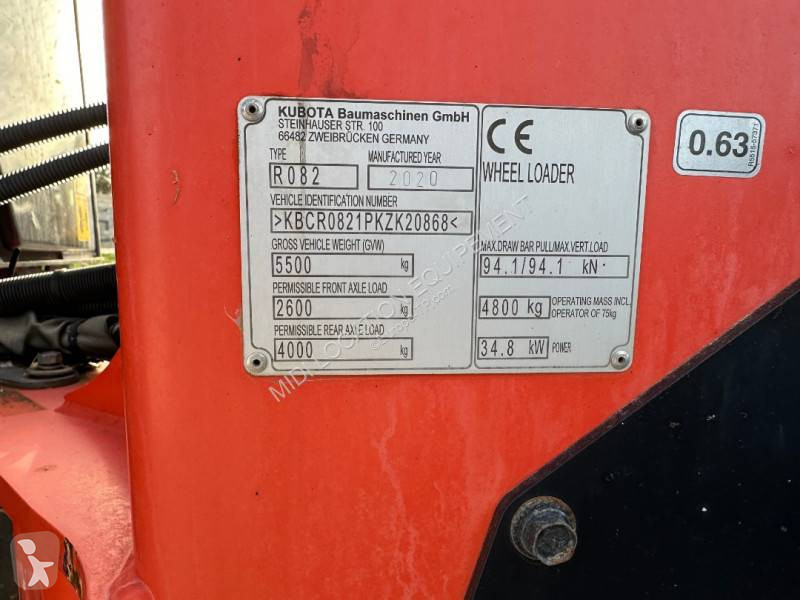 KUBOTA Baumaschinen GmbH
STEINHAUSER STR. 100
66482 ZWEIBRÜCKEN GERMANY
TYPE MANUFACTURED YEAR
R082 2020
VEHICLE IDENTIFICATION NUMBER
>KBCR0821PKZK20868<
GROSS VEHICLE WEIGHT (GVW)
5500 kg
PERMISSIBLE FRONT AXLE LOAD
2600 kg
PERMISSIBLE REAR AXLE LOAD
4000 kg
CE
WHEEL LOADER
MAX.DRAW BAR PULL/MAX.VERT.LOAD
94.1/94.1 kN
4800 kg OPERATING MASS INCL.
OPERATOR OF 75kg
34.8 kW POWER
0.63
R5515-57371
MIDI LOCATION EQUIPEMENT